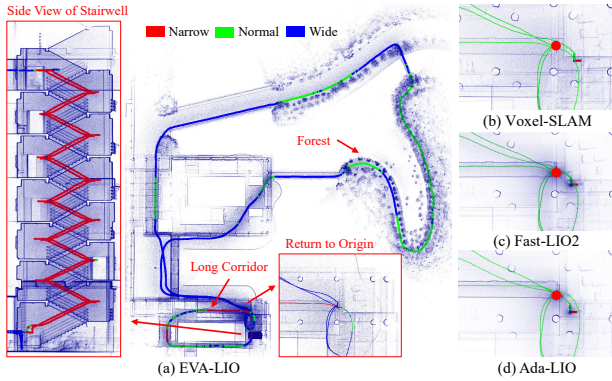 Side View of Stairwell
Narrow
Normal
Wide
Forest
Return to Origin
Long Corridor
(a) EVA-LIO
(b) Voxel-SLAM
(c) Fast-LIO2
(d) Ada-LIO